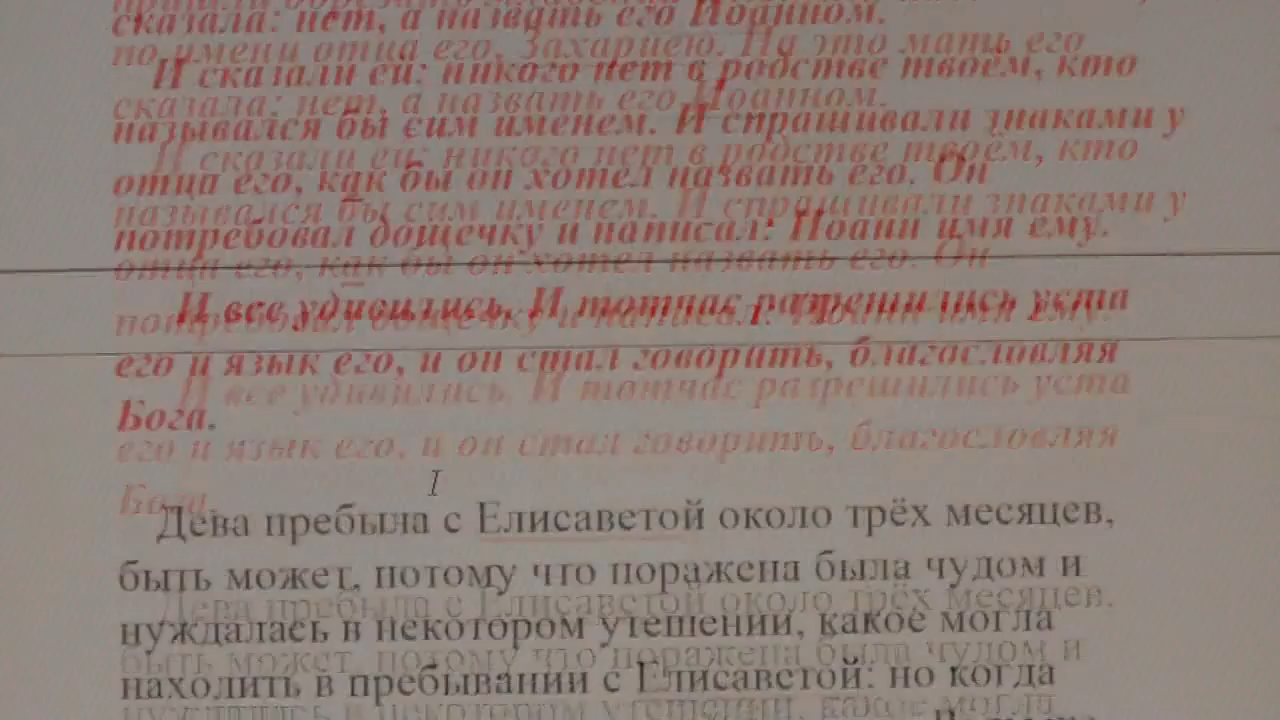 сказала: нет, а назвать его Иоанном.
И сказали ей: никого нет в родстве твоём, кто
назывался бы сим именем. И спрашивали знаками у
отца его, как бы он хотел назвать его. Он
потребовал дощечку и написал: Иоанн имя ему.
И все удивились. И тотчас разрешились уста
его и язык его, и он стал говорить, благословляя
Бога.
Дева пребыла с Елисаветой около трёх месяцев,
быть может, потому что поражена была чудом и
нуждалась в некотором утешении, какое могла
находить в пребывании с Елисаветой: но когда